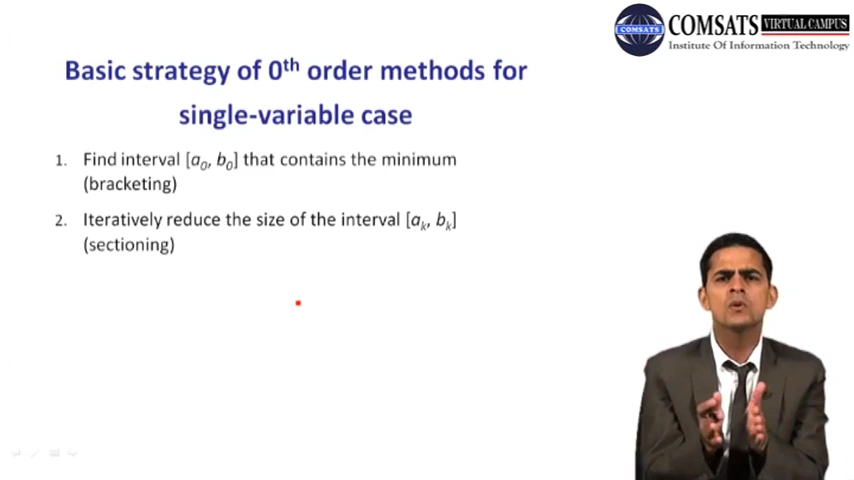 COMSATS VIRTUAL CAMPUS
COMSATS
Institute Of Information Technology
Basic strategy of 0th order methods for
single-variable case
1. Find interval [a0, b0] that contains the minimum
(bracketing)
2. Iteratively reduce the size of the interval [ak, bk]
(sectioning)